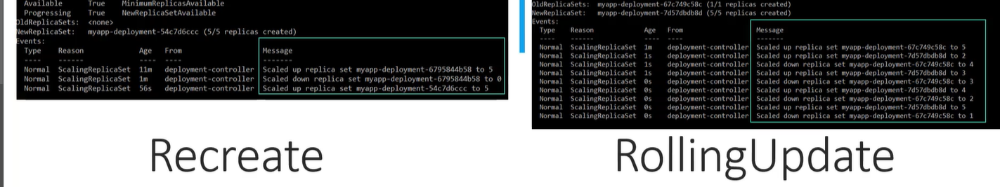 Available True MinimumReplicasAvailable
Progressing True NewReplicaSetAvailable
OldReplicaSets: <none>
NewReplicaSet: myapp-deployment-54c7d6ccc (5/5 replicas created)
Events:
Type Reason Age From Message
---- ------ ---- ---- -------
Normal ScalingReplicaSet 11m deployment-controller Scaled up replica set myapp-deployment-6795844b58 to 5
Normal ScalingReplicaSet 1m deployment-controller Scaled down replica set myapp-deployment-6795844b58 to 0
Normal ScalingReplicaSet 56s deployment-controller Scaled up replica set myapp-deployment-54c7d6ccc to 5
Recreate
OldReplicaSets: myapp-deployment-67c749c58c (1/1 replicas created)
NewReplicaSet: myapp-deployment-7d57dbdb8d (5/5 replicas created)
Events:
Type Reason Age From Message
---- ------ ---- ---- -------
Normal ScalingReplicaSet 1m deployment-controller Scaled up replica set myapp-deployment-67c749c58c to 5
Normal ScalingReplicaSet 1s deployment-controller Scaled up replica set myapp-deployment-7d57dbdb8d to 2
Normal ScalingReplicaSet 1s deployment-controller Scaled down replica set myapp-deployment-67c749c58c to 4
Normal ScalingReplicaSet 1s deployment-controller Scaled up replica set myapp-deployment-7d57dbdb8d to 3
Normal ScalingReplicaSet 0s deployment-controller Scaled down replica set myapp-deployment-67c749c58c to 3
Normal ScalingReplicaSet 0s deployment-controller Scaled up replica set myapp-deployment-7d57dbdb8d to 4
Normal ScalingReplicaSet 0s deployment-controller Scaled down replica set myapp-deployment-67c749c58c to 2
Normal ScalingReplicaSet 0s deployment-controller Scaled up replica set myapp-deployment-7d57dbdb8d to 5
Normal ScalingReplicaSet 0s deployment-controller Scaled down replica set myapp-deployment-67c749c58c to 1
RollingUpdate